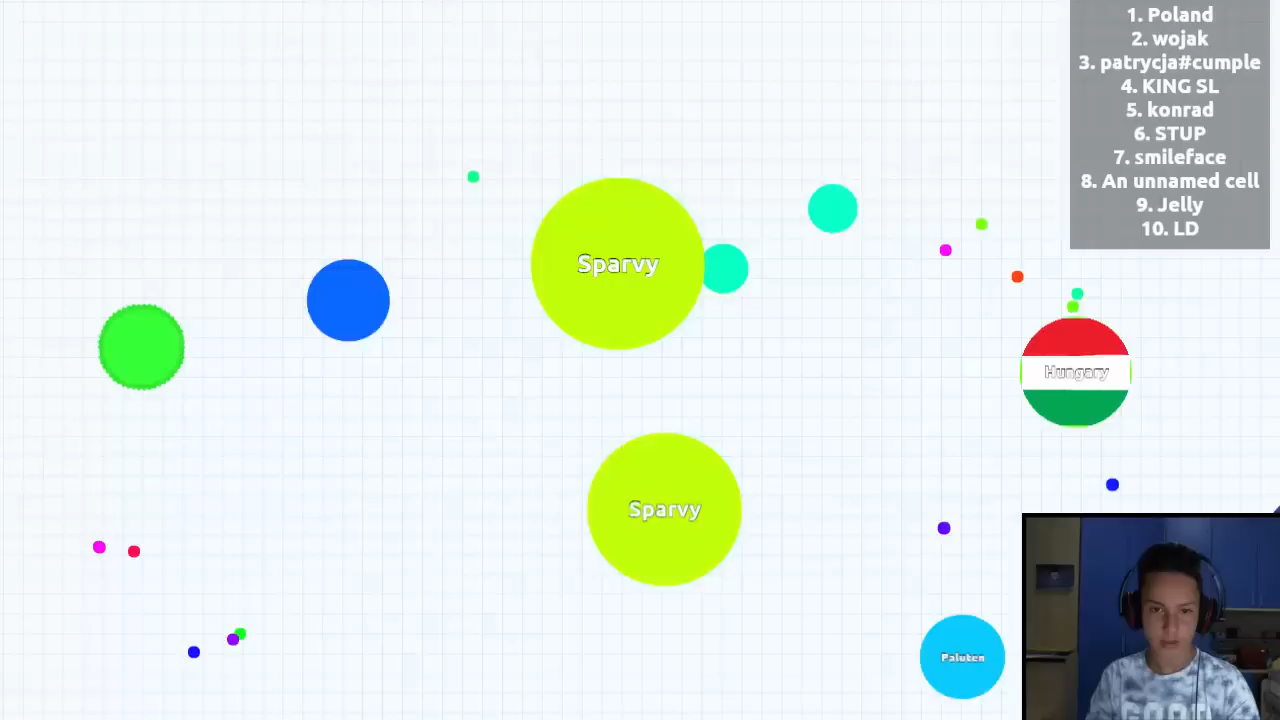 1. Poland
2. wojak
3. patrycja#cumple
4. KING SL
5. konrad
6. STUP
7. smileface
8. An unnamed cell
9. Jelly
10. LD
Sparvy
Hungary
Sparvy
Paluten